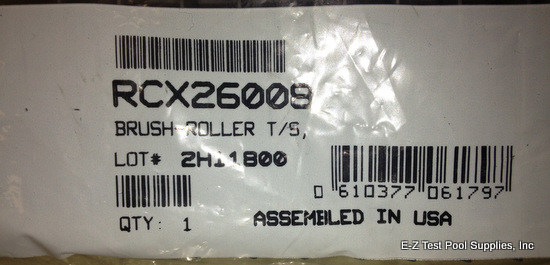 RCX26009
BRUSH-ROLLER T/S,
LOT# 2H11800
0 610377 061797
QTY: 1
ASSEMBLED IN USA
E-Z Test Pool Supplies, Inc